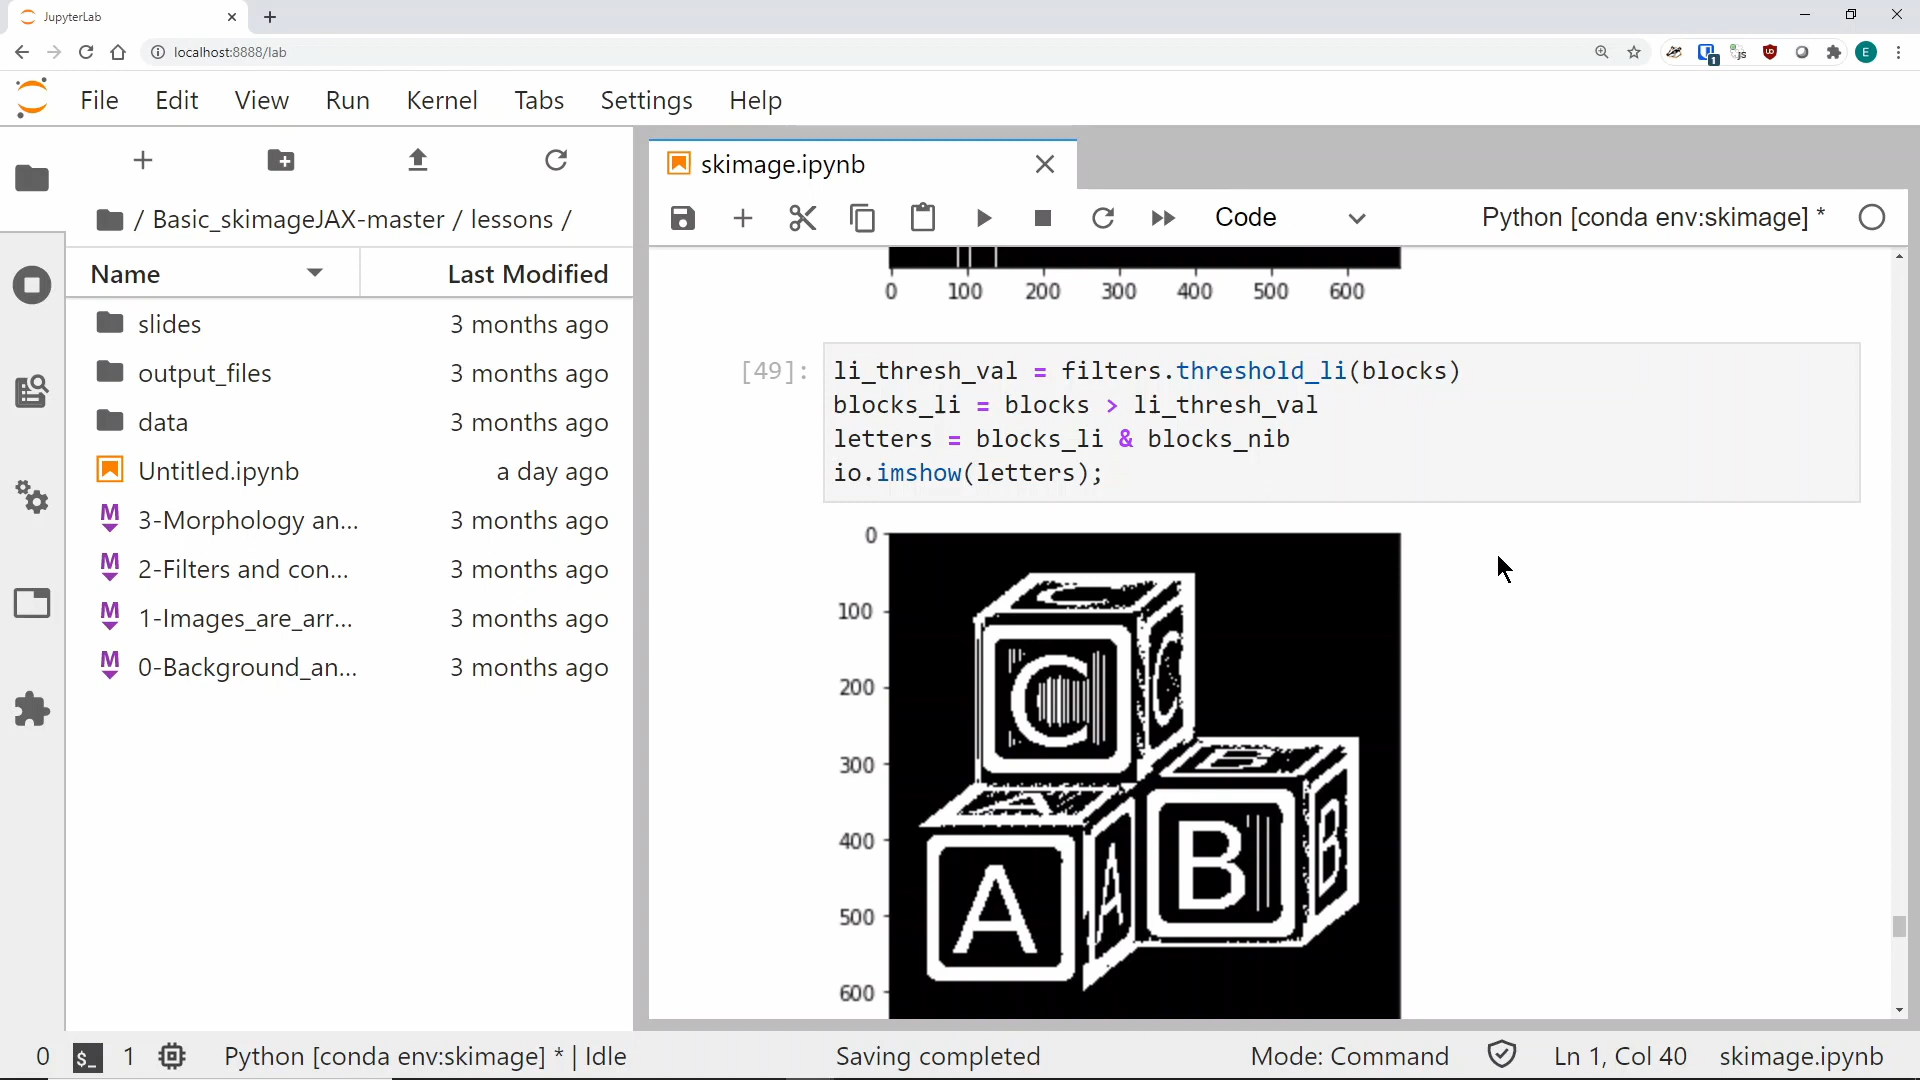 JupyterLab
localhost:8888/lab
1
JS
E
File Edit View Run Kernel Tabs Settings Help
skimage.ipynb
/ Basic_skimageJAX-master / lessons /
Code
Python [conda env:skimage] *
Name Last Modified
slides 3 months ago
output_files 3 months ago
data 3 months ago
Untitled.ipynb a day ago
3-Morphology an... 3 months ago
2-Filters and con... 3 months ago
1-Images_are_arr... 3 months ago
0-Background_an... 3 months ago
0 100 200 300 400 500 600
[49]:
li_thresh_val = filters.threshold_li(blocks)
blocks_li = blocks > li_thresh_val
letters = blocks_li & blocks_nib
io.imshow(letters);
0
100
200
300
400
500
600
C
C
C
B
A
A
A
B
B
0 $_ 1 Python [conda env:skimage] * | Idle
Saving completed
Mode: Command Ln 1, Col 40 skimage.ipynb